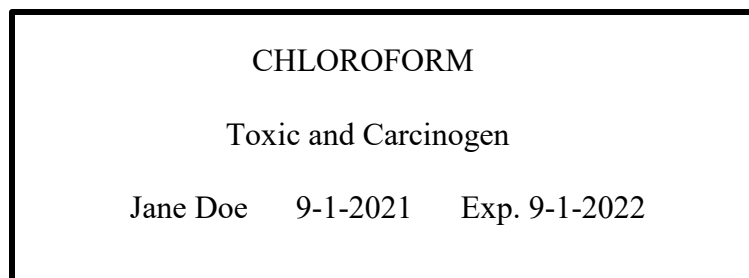 CHLOROFORM
Toxic and Carcinogen
Jane Doe 9-1-2021 Exp. 9-1-2022